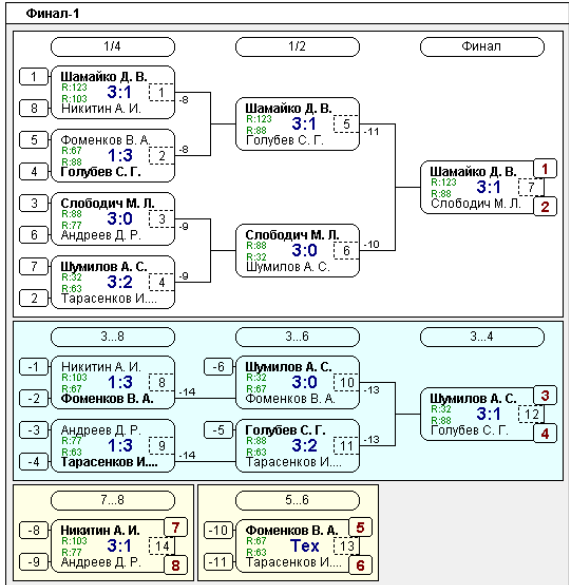 Финал-1
1/4 1/2 Финал
1 Шамайко Д. В.
R:123 R:103 3:1 1 -8
8 Никитин А. И.
5 Фоменков В. А.
R:67 R:88 1:3 2 -8
4 Голубев С. Г.
3 Слободич М. Л.
R:88 R:77 3:0 3 -9
6 Андреев Д. Р.
7 Шумилов А. С.
R:32 R:63 3:2 4 -9
2 Тарасенков И....
Шамайко Д. В.
R:123 R:88 3:1 5 -11
Голубев С. Г.
Слободич М. Л.
R:88 R:32 3:0 6 -10
Шумилов А. С.
Шамайко Д. В. 1
R:123 R:88 3:1 7
Слободич М. Л. 2
3...8 3...6 3...4
-1 Никитин А. И.
R:103 R:67 1:3 8 -14
-2 Фоменков В. А.
-3 Андреев Д. Р.
R:77 R:63 1:3 9 -14
-4 Тарасенков И....
-6 Шумилов А. С.
R:32 R:67 3:0 10 -13
Фоменков В. А.
-5 Голубев С. Г.
R:88 R:63 3:2 11 -13
Тарасенков И....
Шумилов А. С. 3
R:32 R:88 3:1 12
Голубев С. Г. 4
7...8
-8 Никитин А. И. 7
R:103 R:77 3:1 14
-9 Андреев Д. Р. 8
5...6
-10 Фоменков В. А. 5
R:67 R:63 Тех 13
-11 Тарасенков И.... 6